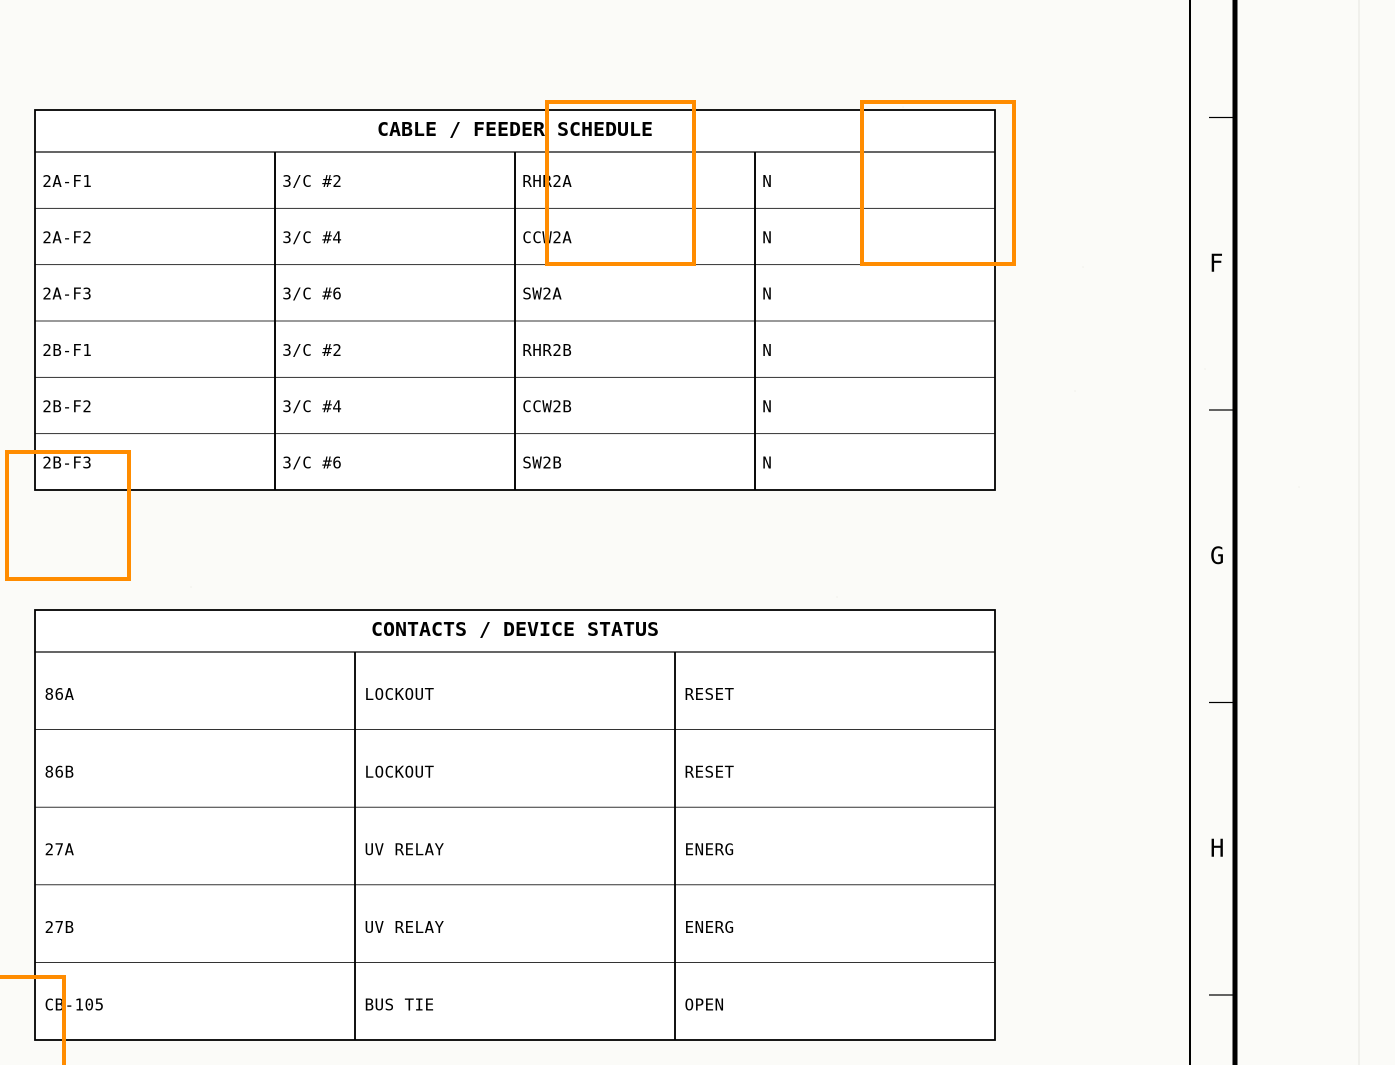 CABLE / FEEDER SCHEDULE
2A-F1 3/C #2 RHR2A N
2A-F2 3/C #4 CCW2A N
2A-F3 3/C #6 SW2A N
2B-F1 3/C #2 RHR2B N
2B-F2 3/C #4 CCW2B N
2B-F3 3/C #6 SW2B N
CONTACTS / DEVICE STATUS
86A LOCKOUT RESET
86B LOCKOUT RESET
27A UV RELAY ENERG
27B UV RELAY ENERG
CB-105 BUS TIE OPEN
F
G
H